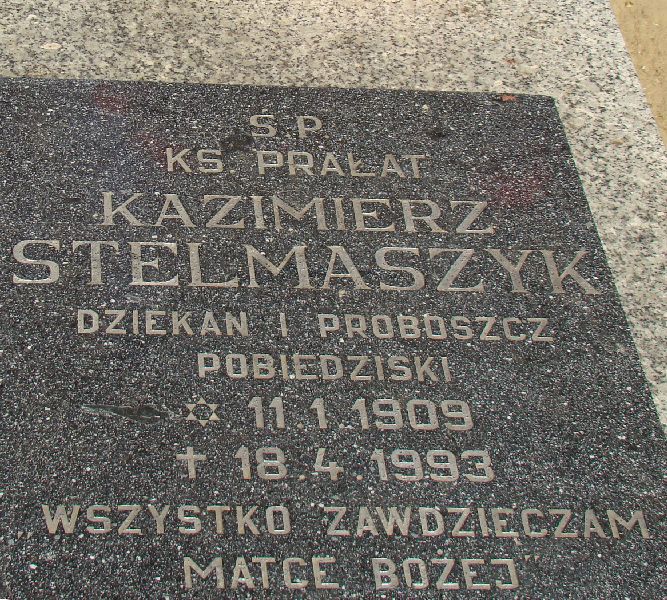 Ś.P.
KS. PRAŁAT
KAZIMIERZ
STELMASZYK
DZIEKAN I PROBOSZCZ
POBIEDZISKI
✡ 11.1.1909
✝ 18.4.1993
„WSZYSTKO ZAWDZIĘCZAM
MATCE BOŻEJ"